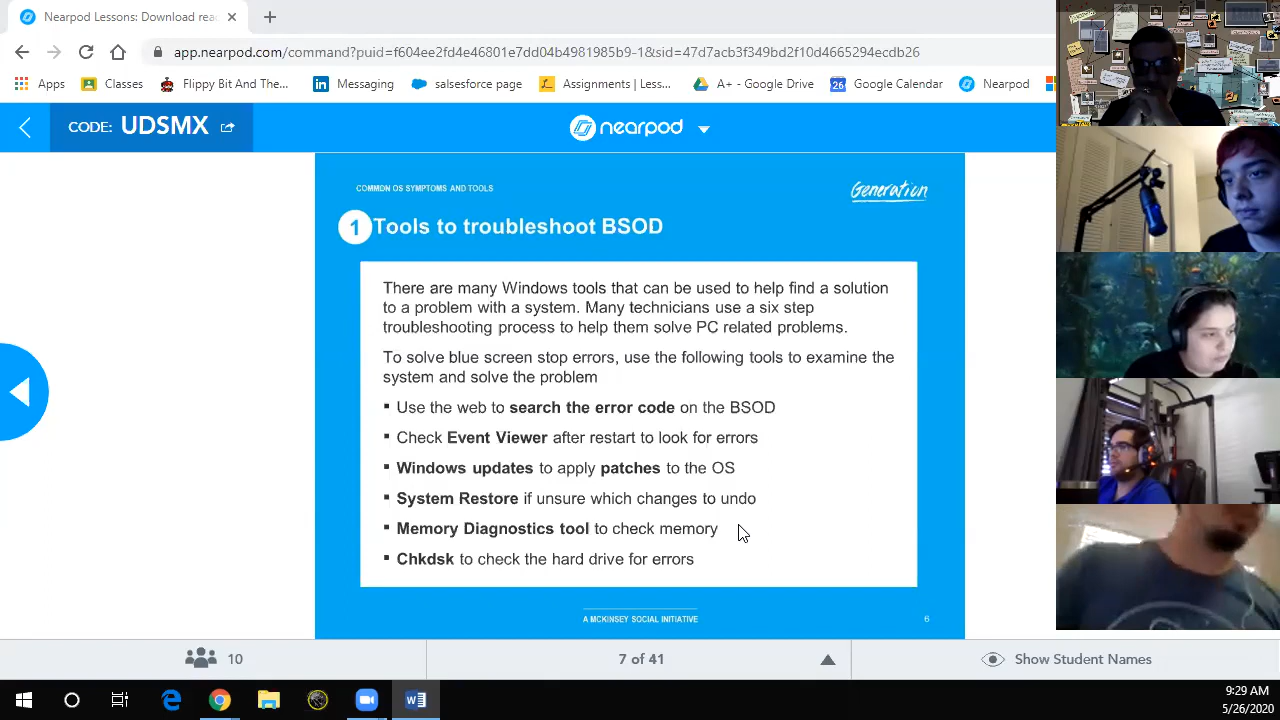 Nearpod Lessons: Download rea
app.nearpod.com/command?puid=f6f4ee2fd4e46801e7dd04b4981985b9-1&sid=47d7acb3f349bd2f10d4665294ecdb26
Apps Classes Flippy Bit And The... Messaging salesforce page Assignments | Less... A+ - Google Drive Google Calendar Nearpod
CODE: UDSMX
nearpod
COMMON OS SYMPTOMS AND TOOLS
Generation
1 Tools to troubleshoot BSOD
There are many Windows tools that can be used to help find a solution
to a problem with a system. Many technicians use a six step
troubleshooting process to help them solve PC related problems.
To solve blue screen stop errors, use the following tools to examine the
system and solve the problem
▪ Use the web to search the error code on the BSOD
▪ Check Event Viewer after restart to look for errors
▪ Windows updates to apply patches to the OS
▪ System Restore if unsure which changes to undo
▪ Memory Diagnostics tool to check memory
▪ Chkdsk to check the hard drive for errors
A MCKINSEY SOCIAL INITIATIVE
6
10
7 of 41
Show Student Names
9:29 AM
5/26/2020